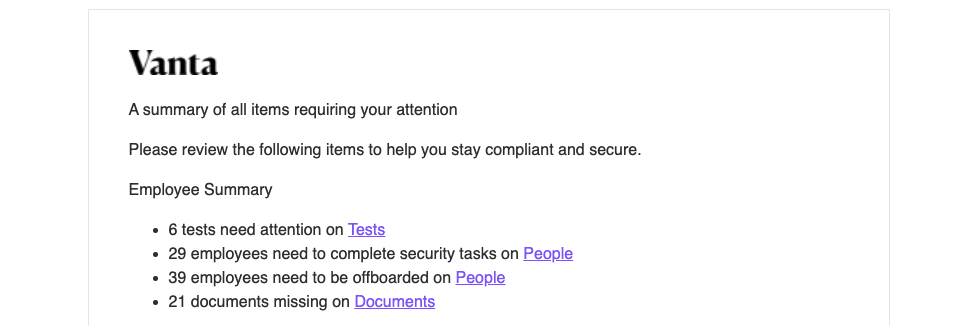 Vanta
A summary of all items requiring your attention
Please review the following items to help you stay compliant and secure.
Employee Summary
• 6 tests need attention on Tests
• 29 employees need to complete security tasks on People
• 39 employees need to be offboarded on People
• 21 documents missing on Documents